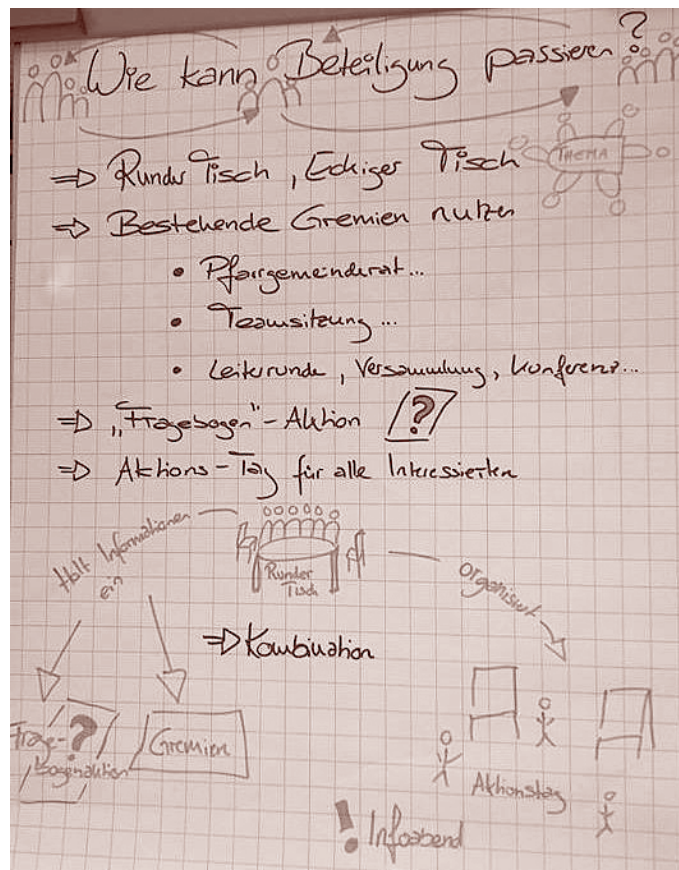 Wie kann Beteiligung passieren?
⇒ Runder Tisch, Eckiger Tisch
THEMA
⇒ Bestehende Gremien nutzen
• Pfarrgemeinderat...
• Teamsitzung...
• Leiterrunde, Versammlung, Konferenz...
⇒ „Fragebogen"-Aktion ?
⇒ Aktions-Tag für alle Interessierten
Holt Informationen
ein
Runder
Tisch
organisiert
⇒ Kombination
Frage-?
bogenaktion
Gremien
Aktionstag
! Infoabend